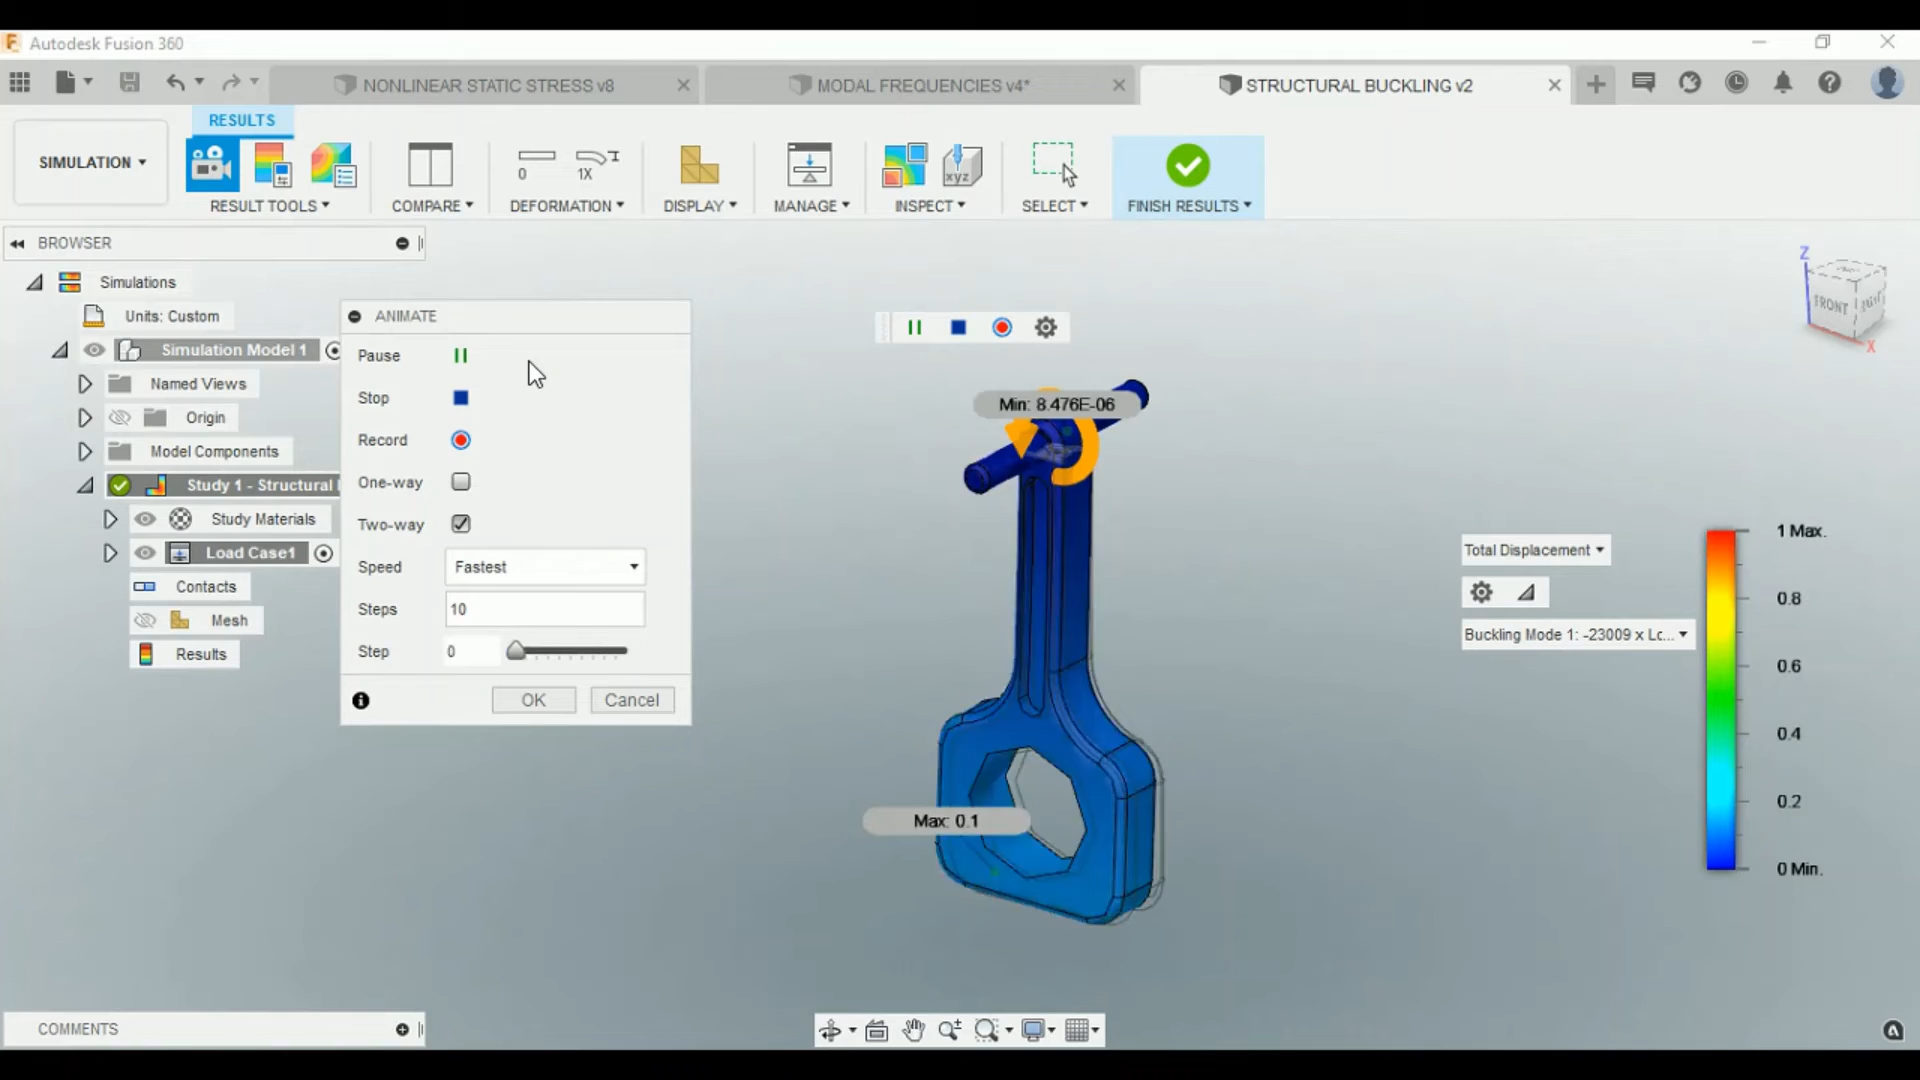 Autodesk Fusion 360
NONLINEAR STATIC STRESS v8
MODAL FREQUENCIES v4*
STRUCTURAL BUCKLING v2
RESULTS
SIMULATION
0
1X
xyz
RESULT TOOLS
COMPARE
DEFORMATION
DISPLAY
MANAGE
INSPECT
SELECT
FINISH RESULTS
BROWSER
Simulations
Units: Custom
Simulation Model 1
Named Views
Origin
Model Components
Study 1 - Structural
Study Materials
Load Case1
Contacts
Mesh
Results
ANIMATE
Pause
Stop
Record
One-way
Two-way
Speed Fastest
Steps 10
Step 0
OK Cancel
Min: 8.476E-06
Max: 0.1
Z
FRONT
X
Total Displacement
Buckling Mode 1: -23009 x Lc...
1 Max.
0.8
0.6
0.4
0.2
0 Min.
COMMENTS